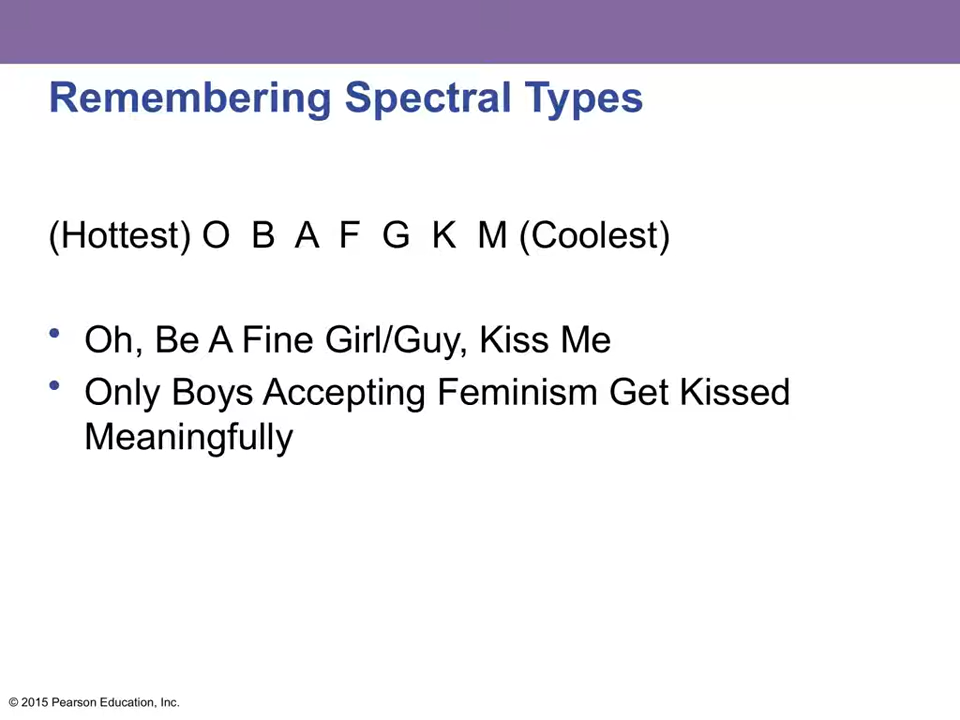 Remembering Spectral Types
(Hottest) O B A F G K M (Coolest)
• Oh, Be A Fine Girl/Guy, Kiss Me
• Only Boys Accepting Feminism Get Kissed
Meaningfully
© 2015 Pearson Education, Inc.